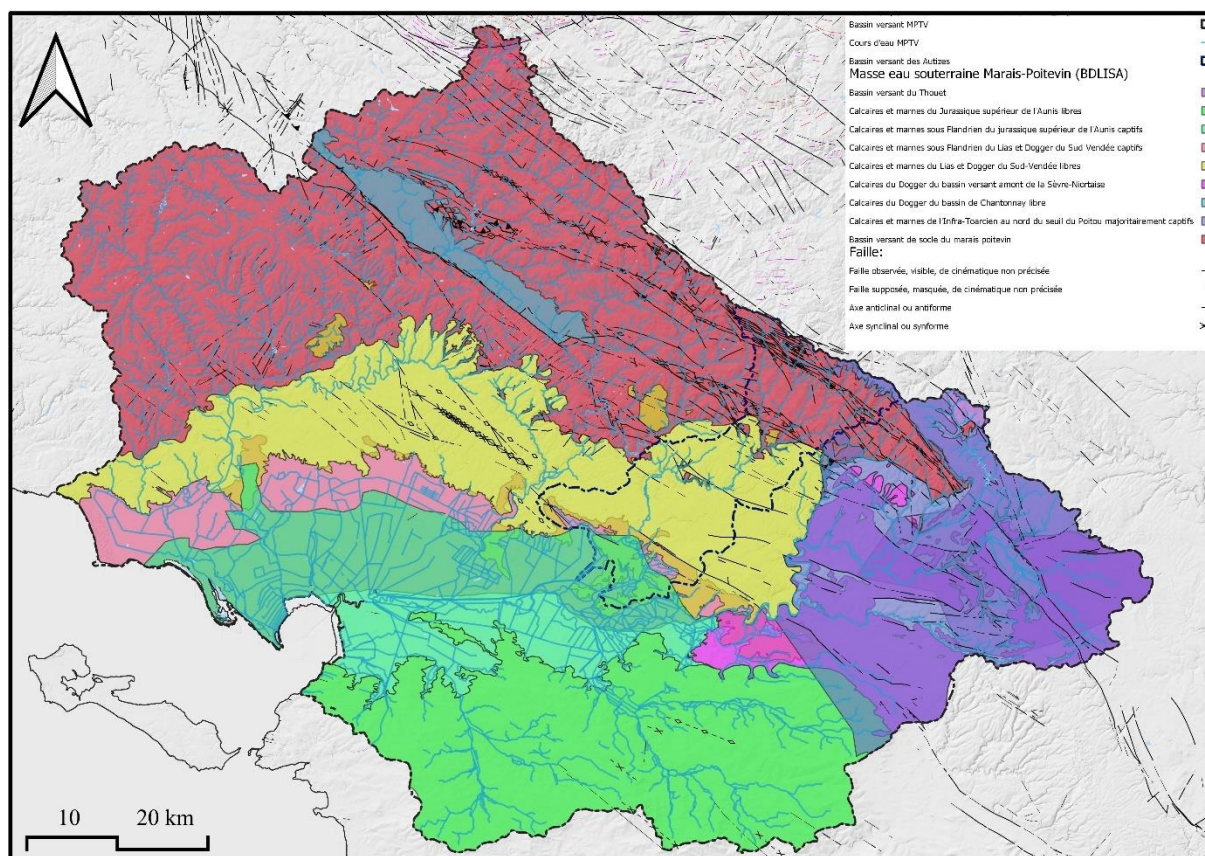 Bassin versant MPTV
Cours d'eau MPTV
Bassin versant des Autizes
Masse eau souterraine Marais-Poitevin (BDLISA)
Bassin versant du Thouet
Calcaires et marnes du Jurassique supérieur de l'Aunis libres
Calcaires et marnes sous Flandrien du jurassique supérieur de l'Aunis captifs
Calcaires et marnes sous Flandrien du Lias et Dogger du Sud Vendée captifs
Calcaires et marnes du Lias et Dogger du Sud-Vendée libres
Calcaires du Dogger du bassin versant amont de la Sèvre-Niortaise
Calcaires du Dogger du bassin de Chantonnay libre
Calcaires et marnes de l'Infra-Toarcien au nord du seuil du Poitou majoritairement captifs
Bassin versant de socle du marais poitevin
Faille:
Faille observée, visible, de cinématique non précisée
Faille supposée, masquée, de cinématique non précisée
Axe anticlinal ou antiforme
Axe synclinal ou synforme
10 20 km